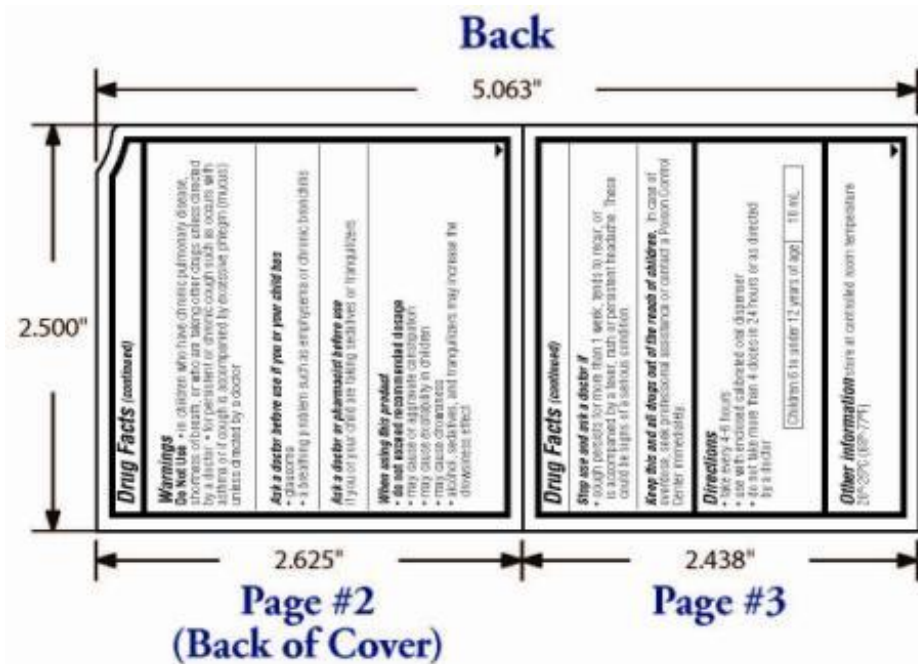 Back
5.063"
2.500"
Drug Facts (continued)
Warnings
Do Not Use • in children who have chronic pulmonary disease,
shortness of breath, or who are taking other drugs unless directed
by a doctor • for persistent or chronic cough such as occurs with
asthma or if cough is accompanied by excessive phlegm (mucus)
unless directed by a doctor
Ask a doctor before use if you or your child has
• glaucoma
• a breathing problem such as emphysema or chronic bronchitis
Ask a doctor or pharmacist before use
if you or your child are taking sedatives or tranquilizers
When using this product
• do not exceed recommended dosage
• may cause or aggravate constipation
• may cause excitability in children
• may cause drowsiness
• alcohol, sedatives, and tranquilizers may increase the
drowsiness effect
Drug Facts (continued)
Stop use and ask a doctor if
• cough persists for more than 1 week, tends to recur, or
is accompanied by a fever, rash or persistent headache. These
could be signs of a serious condition
Keep this and all drugs out of the reach of children. In case of
overdose, seek professional assistance or contact a Poison Control
Center immediately.
Directions
• take every 4-6 hours
• use with enclosed calibrated oral dispenser
• do not take more than 4 doses in 24 hours or as directed
by a doctor
Children 6 to under 12 years of age 10 mL
Other information store at controlled room temperature
20°-25°C (68°-77°F)
2.625"
2.438"
Page #2
(Back of Cover)
Page #3